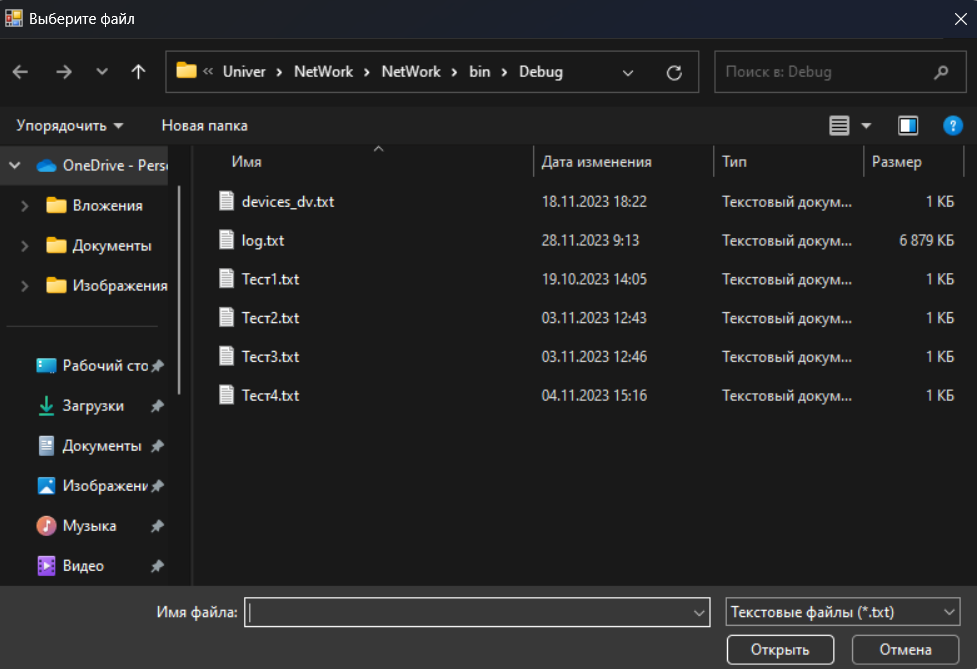 Выберите файл
« Univer › NetWork › NetWork › bin › Debug
Поиск в: Debug
Упорядочить
Новая папка
Имя Дата изменения Тип Размер
devices_dv.txt 18.11.2023 18:22 Текстовый докум... 1 КБ
log.txt 28.11.2023 9:13 Текстовый докум... 6 879 КБ
Тест1.txt 19.10.2023 14:05 Текстовый докум... 1 КБ
Тест2.txt 03.11.2023 12:43 Текстовый докум... 1 КБ
Тест3.txt 03.11.2023 12:46 Текстовый докум... 1 КБ
Тест4.txt 04.11.2023 15:16 Текстовый докум... 1 КБ
OneDrive - Perso
Вложения
Документы
Изображения
Рабочий сто
Загрузки
Документы
Изображени
Музыка
Видео
Имя файла:
Текстовые файлы (*.txt)
Открыть
Отмена